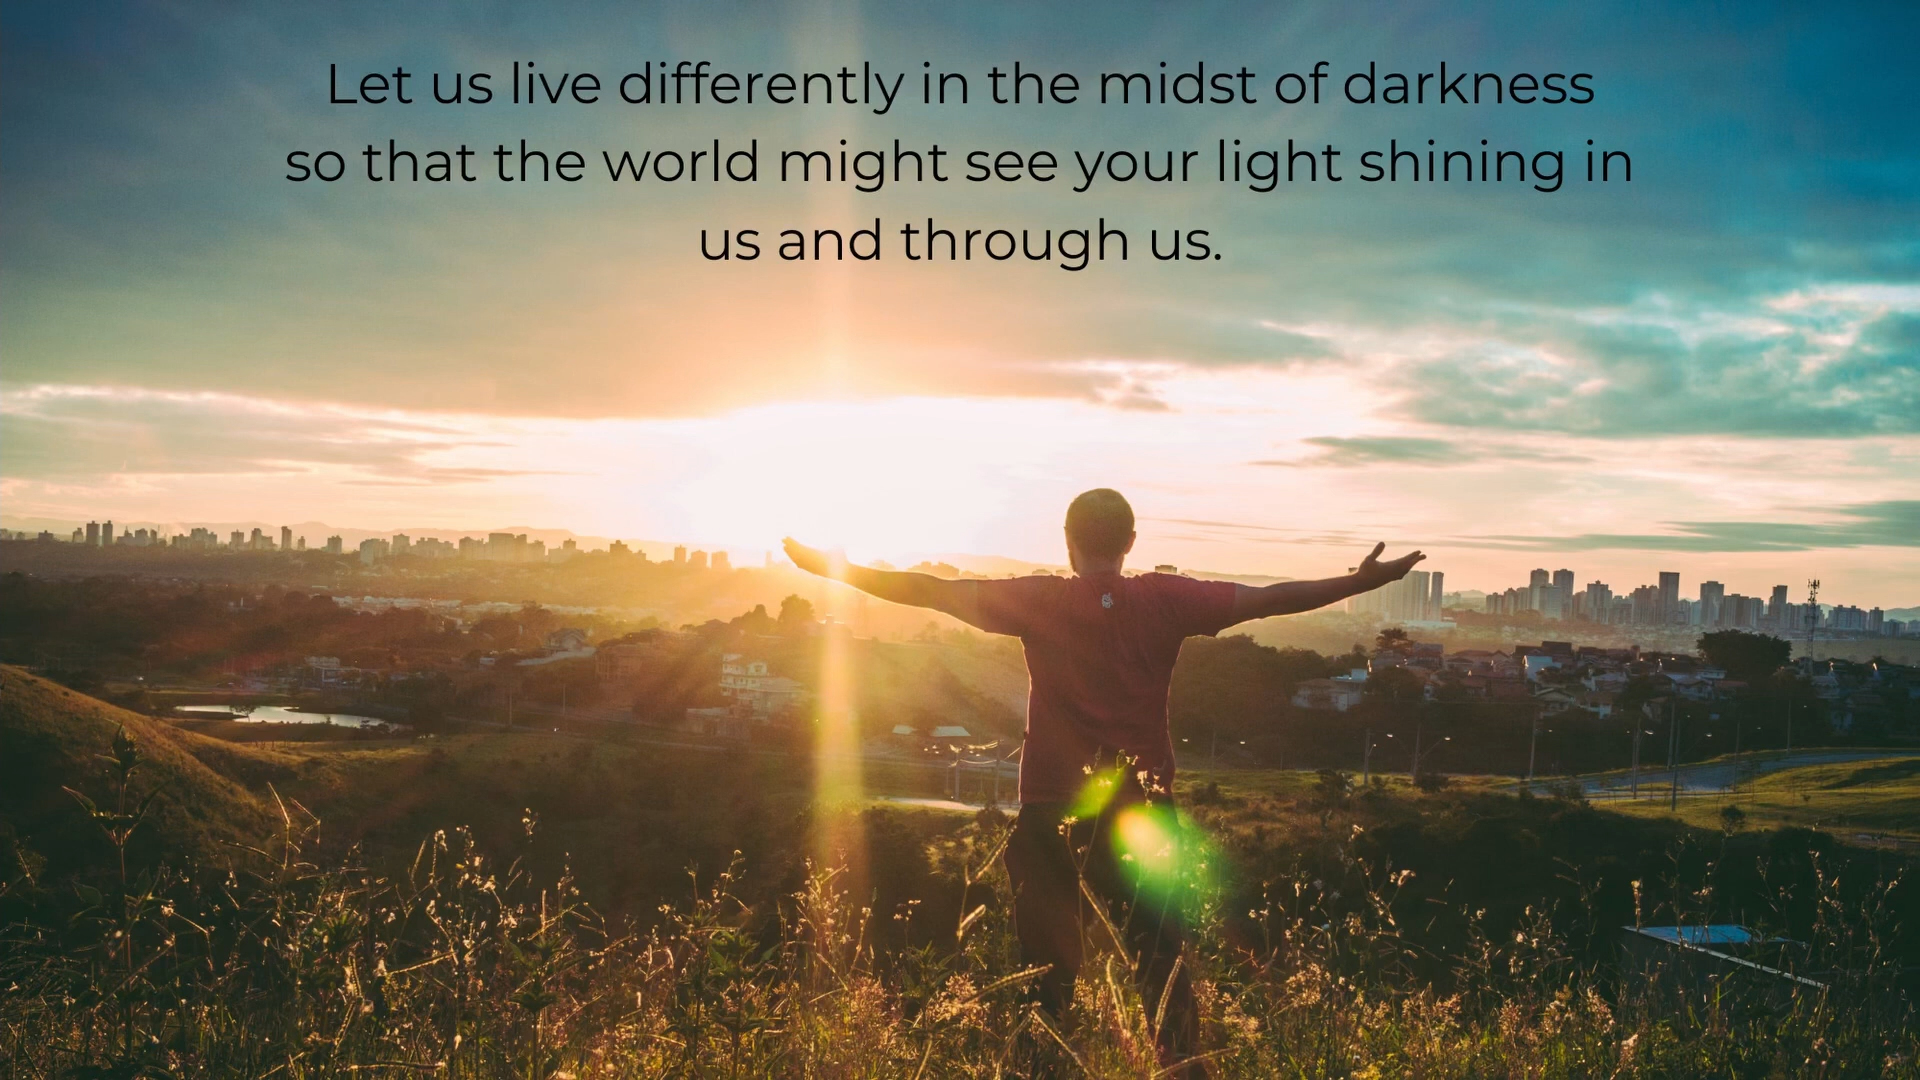 Let us live differently in the midst of darkness
so that the world might see your light shining in
us and through us.